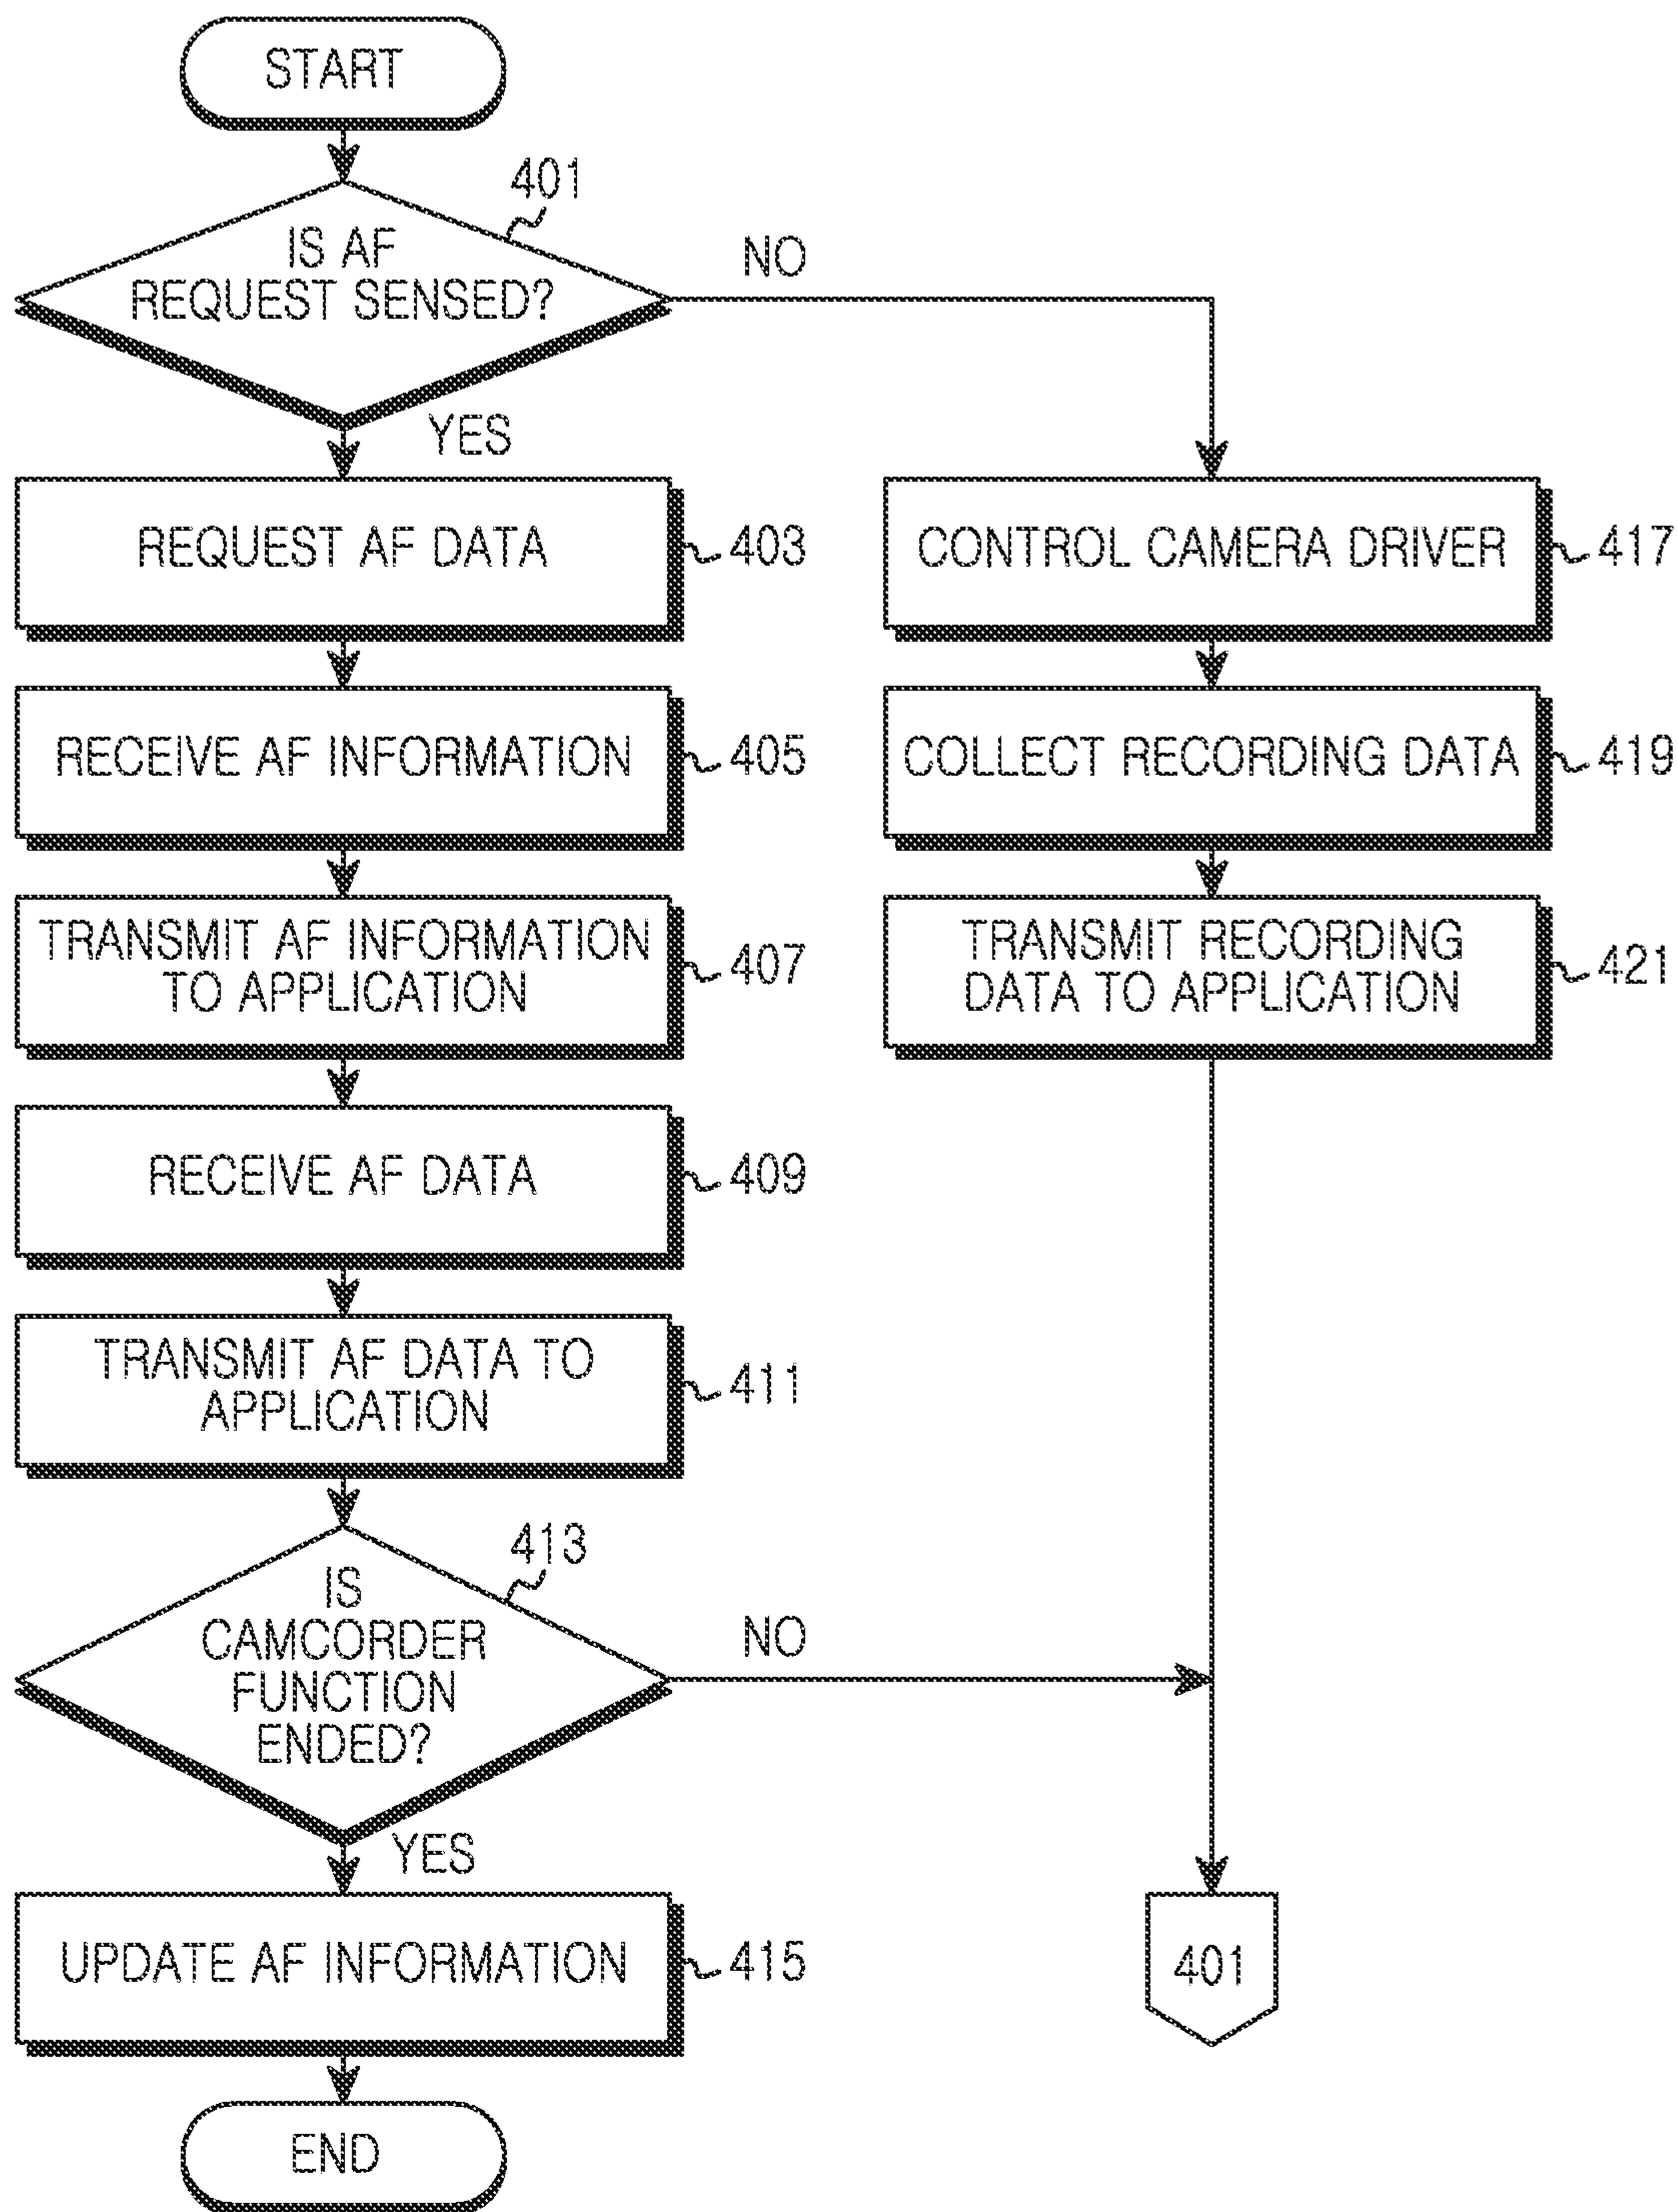 START
401
IS AF
REQUEST SENSED?
NO
YES
REQUEST AF DATA
403
CONTROL CAMERA DRIVER
417
RECEIVE AF INFORMATION
405
COLLECT RECORDING DATA
419
TRANSMIT AF INFORMATION
TO APPLICATION
407
TRANSMIT RECORDING
DATA TO APPLICATION
421
RECEIVE AF DATA
409
TRANSMIT AF DATA TO
APPLICATION
411
413
IS
CAMCORDER
FUNCTION
ENDED?
NO
YES
UPDATE AF INFORMATION
415
401
END